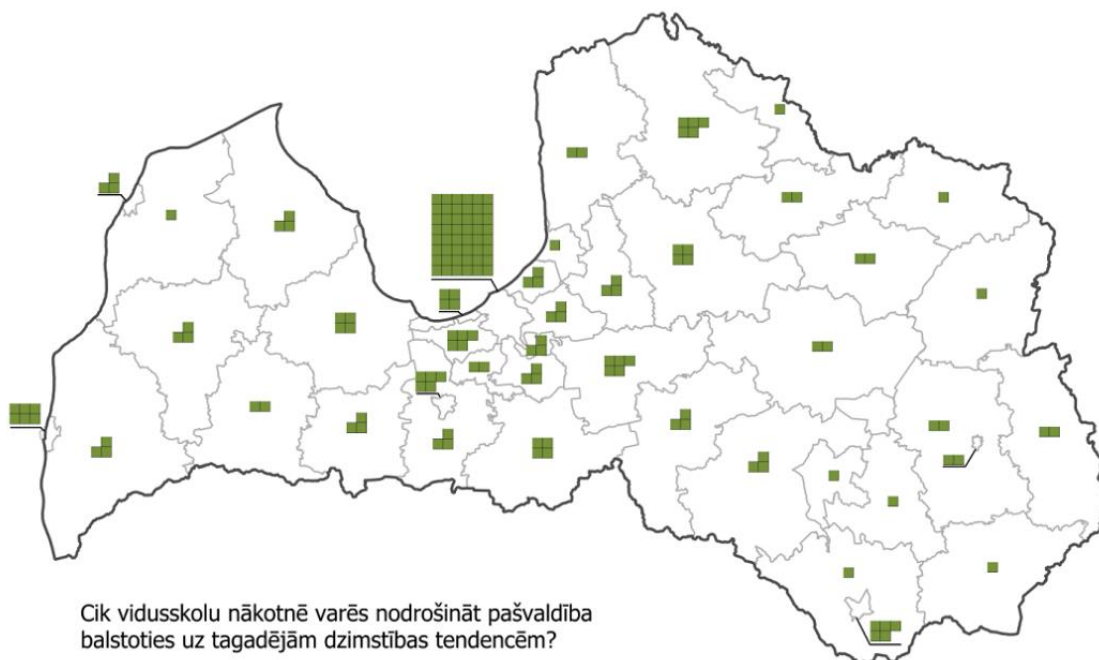 Cik vidusskolu nākotnē varēs nodrošināt pašvaldība
balstoties uz tagadējām dzimstības tendencēm?